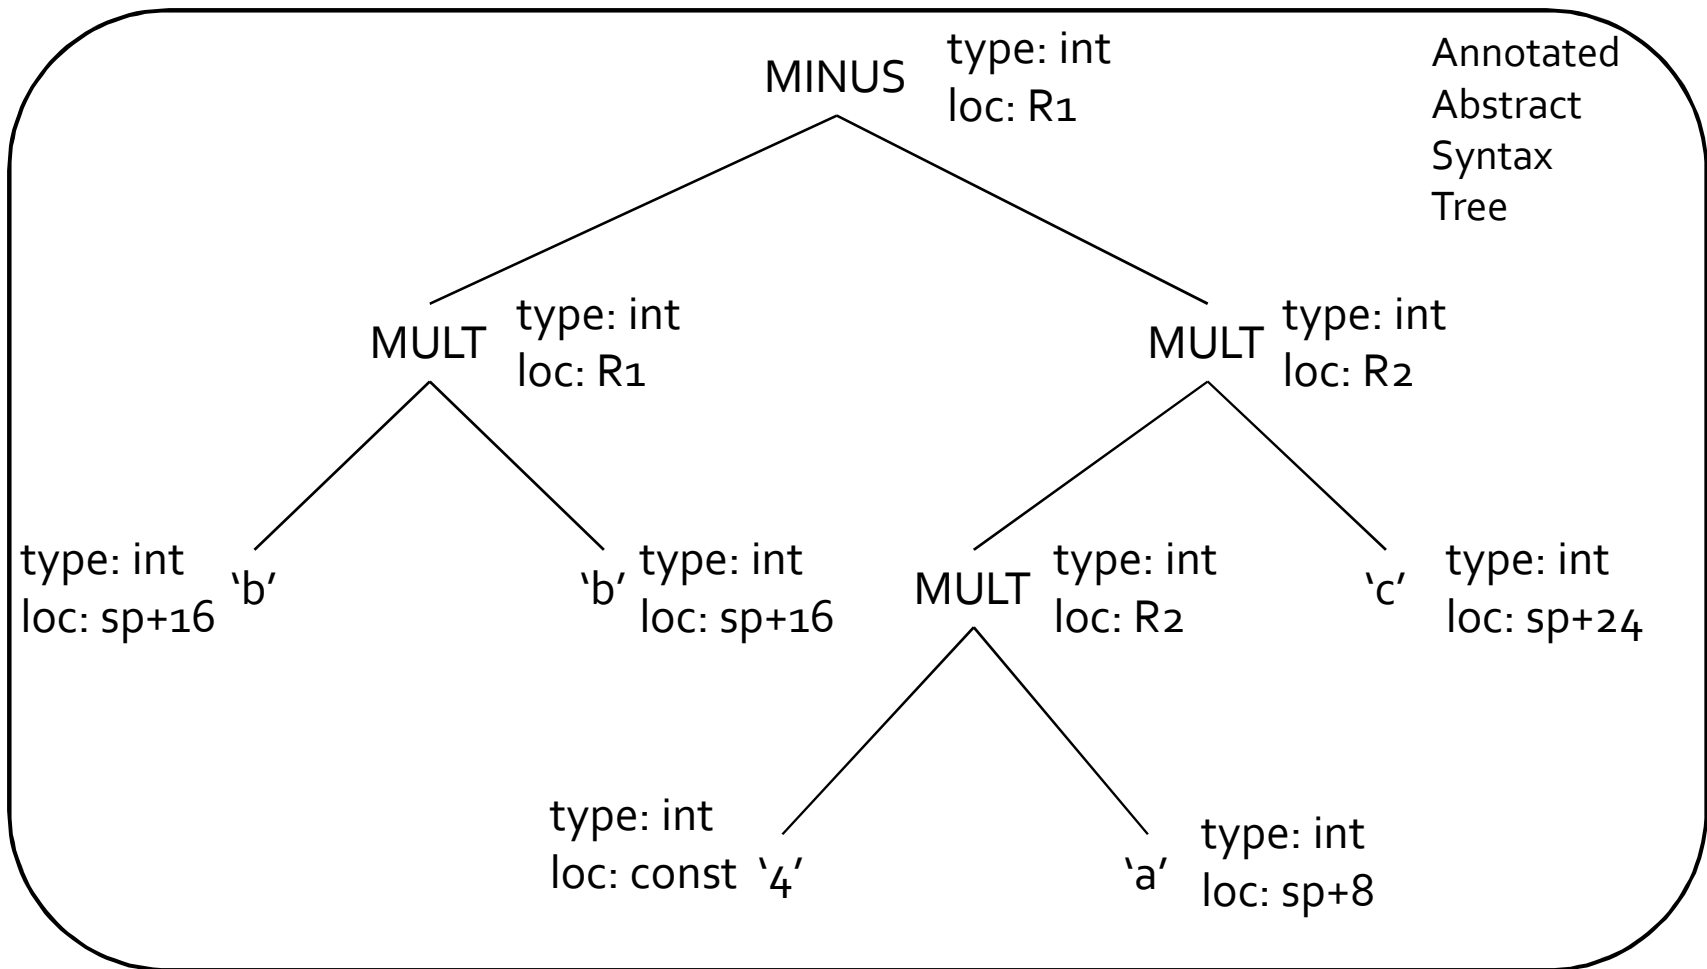 MINUS
type: int
loc: R1
Annotated
Abstract
Syntax
Tree
MULT
type: int
loc: R1
MULT
type: int
loc: R2
type: int
loc: sp+16
‘b’
‘b’
type: int
loc: sp+16
MULT
type: int
loc: R2
‘c’
type: int
loc: sp+24
type: int
loc: const
‘4’
‘a’
type: int
loc: sp+8